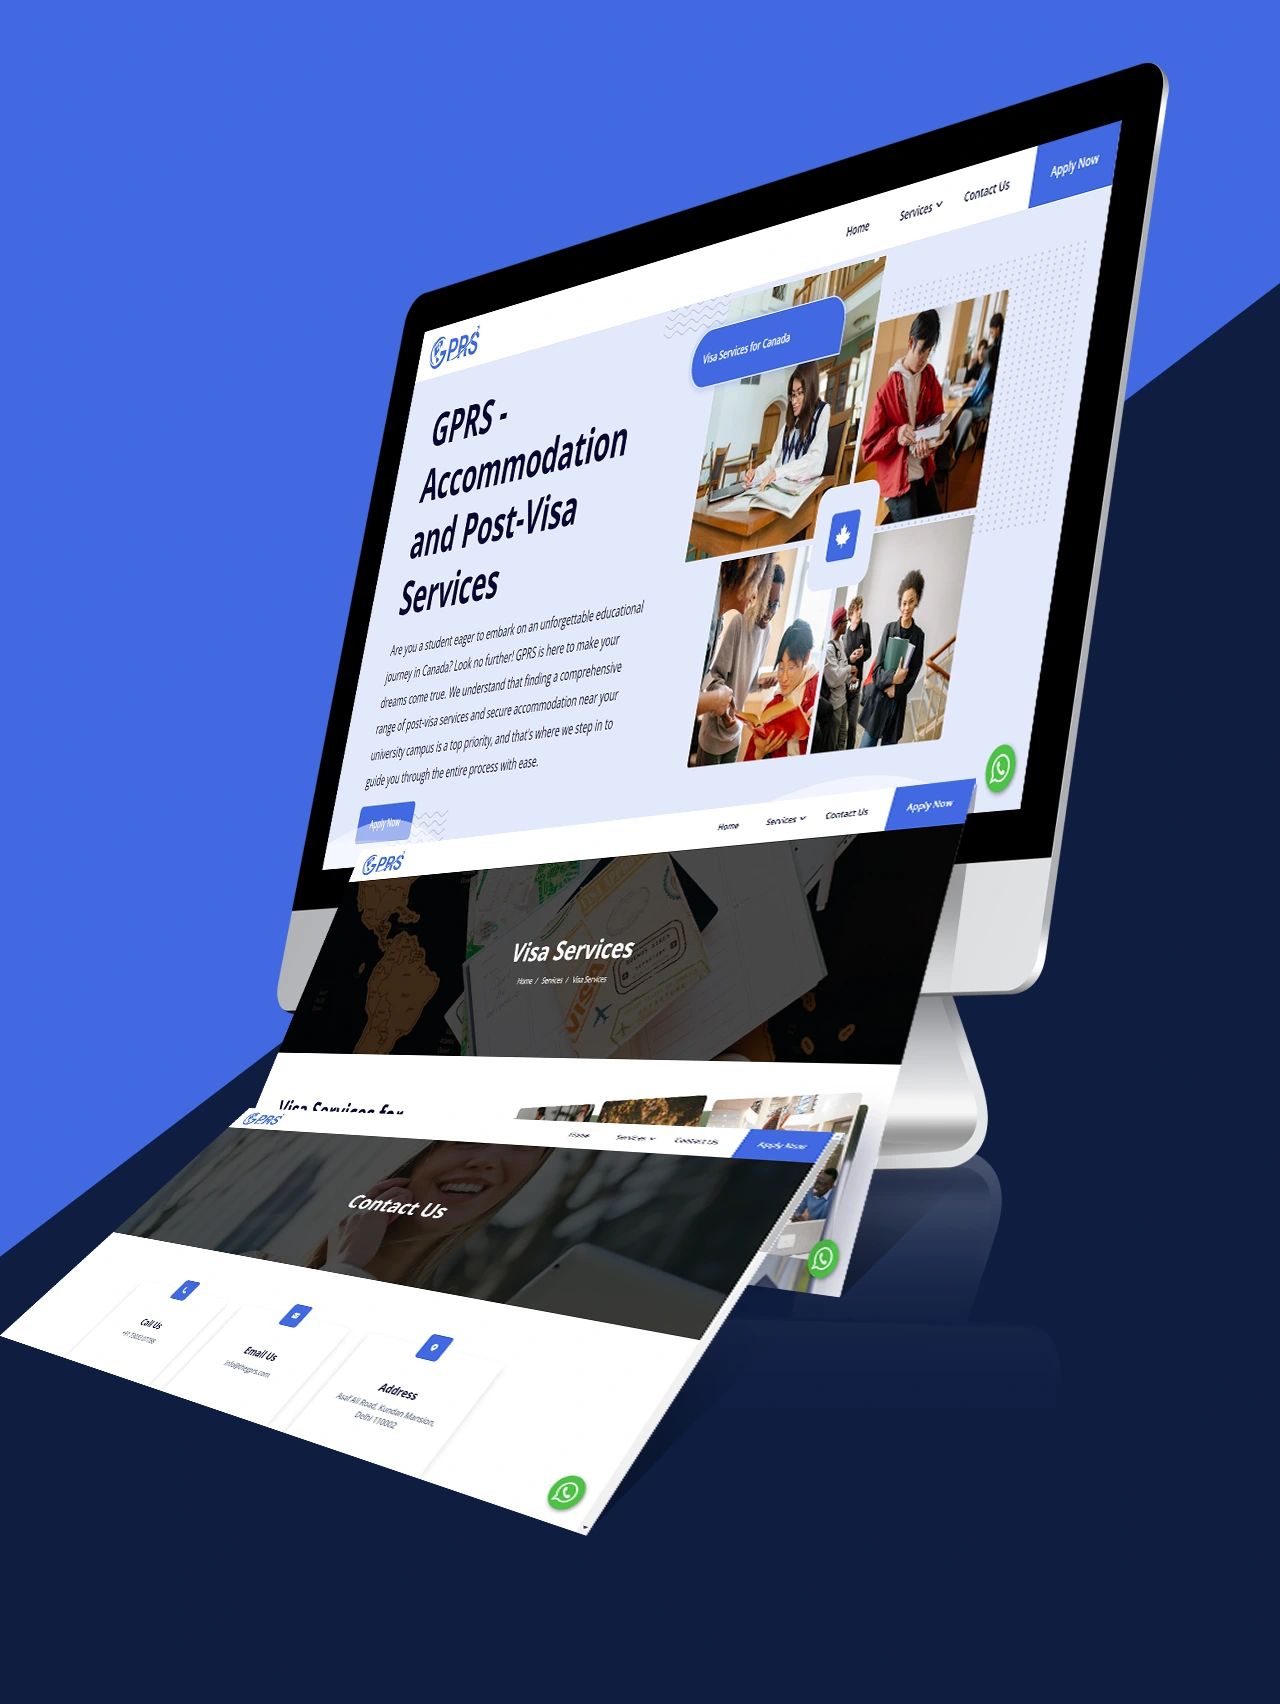 Home
Services
Contact Us
Apply Now
GPRS
Visa Services for Canada
GPRS -
Accommodation
and Post-Visa
Services
Are you a student eager to embark on an unforgettable educational
journey in Canada? Look no further! GPRS is here to make your
dreams come true. We understand that finding a comprehensive
range of post-visa services and secure accommodation near your
university campus is a top priority, and that's where we step in to
guide you through the entire process with ease.
Apply Now
GPRS
Home
Services
Contact Us
Apply Now
Visa Services
Home / Services / Visa Services
VISA
DEPARTURE
Visa Services for
GPRS
Home
Services
Contact Us
Apply Now
Contact Us
Call Us
Email Us
info@thegprs.com
Address
Asaf Ali Road, Kundan Mansion,
Delhi 110002